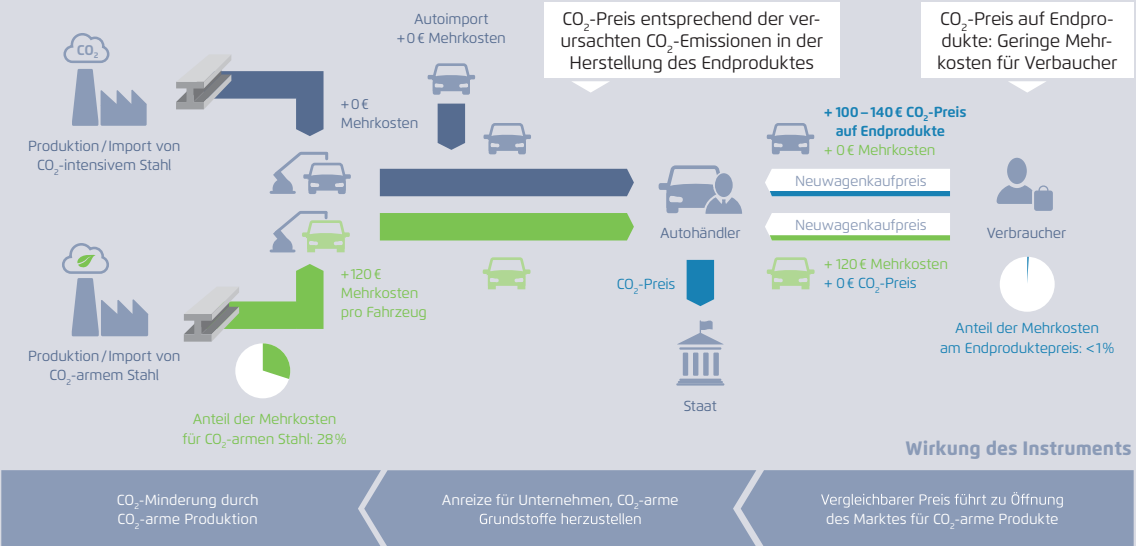 CO₂-Preis entsprechend der ver-
ursachten CO₂-Emissionen in der
Herstellung des Endproduktes
CO₂-Preis auf Endpro-
dukte: Geringe Mehr-
kosten für Verbaucher
Autoimport
+0 € Mehrkosten
CO₂
Produktion / Import von
CO₂-intensivem Stahl
+0 €
Mehrkosten
+ 100 – 140 € CO₂-Preis
auf Endprodukte
+ 0 € Mehrkosten
Neuwagenkaufpreis
Neuwagenkaufpreis
Autohändler
Verbraucher
+120 €
Mehrkosten
pro Fahrzeug
CO₂-Preis
+ 120 € Mehrkosten
+ 0 € CO₂-Preis
Produktion / Import von
CO₂-armem Stahl
Anteil der Mehrkosten
am Endproduktepreis: <1 %
Staat
Anteil der Mehrkosten
für CO₂-armen Stahl: 28 %
Wirkung des Instruments
CO₂-Minderung durch
CO₂-arme Produktion
Anreize für Unternehmen, CO₂-arme
Grundstoffe herzustellen
Vergleichbarer Preis führt zu Öffnung
des Marktes für CO₂-arme Produkte